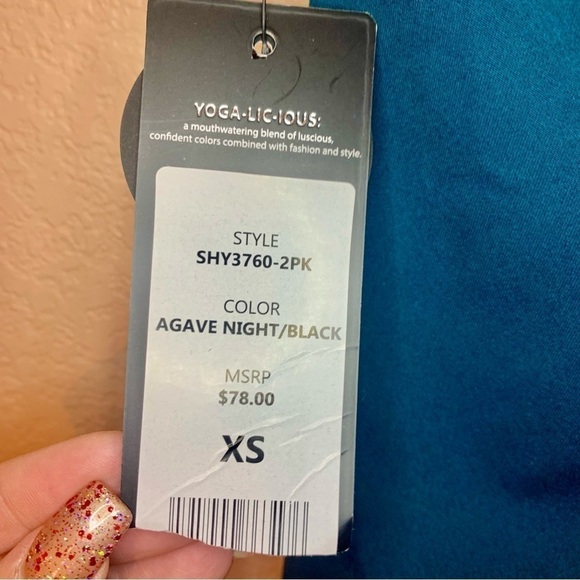 YOGA-LIC-IOUS:
a mouthwatering blend of luscious,
confident colors combined with fashion and style.
STYLE
SHY3760-2PK
COLOR
AGAVE NIGHT/BLACK
MSRP
$78.00
XS